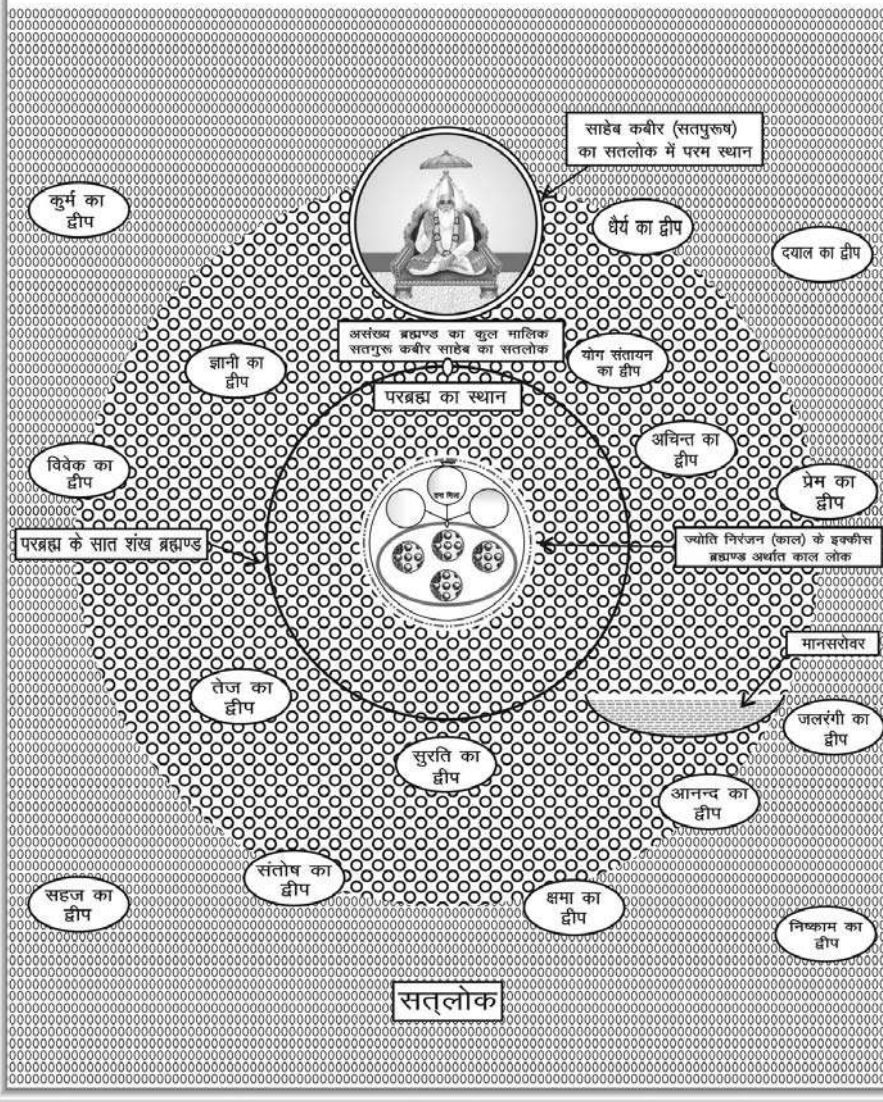 साहेब कबीर (सतपुरूष)
का सतलोक में परम स्थान
कुर्म का
द्वीप
धैर्य का द्वीप
दयाल का द्वीप
असंख्य ब्रह्मण्ड का कुल मालिक
सतगुरू कबीर साहेब का सतलोक
ज्ञानी का
द्वीप
योग संतायन
का द्वीप
परब्रह्म का स्थान
अचिन्त का
द्वीप
विवेक का
द्वीप
प्रेम का
द्वीप
परब्रह्म के सात शंख ब्रह्मण्ड
ज्योति निरंजन (काल) के इक्कीस
ब्रह्मण्ड अर्थात काल लोक
मानसरोवर
तेज का
द्वीप
जलरंगी का
द्वीप
सुरति का
द्वीप
आनन्द का
द्वीप
संतोष का
द्वीप
सहज का
द्वीप
क्षमा का
द्वीप
निष्काम का
द्वीप
सत्‌लोक